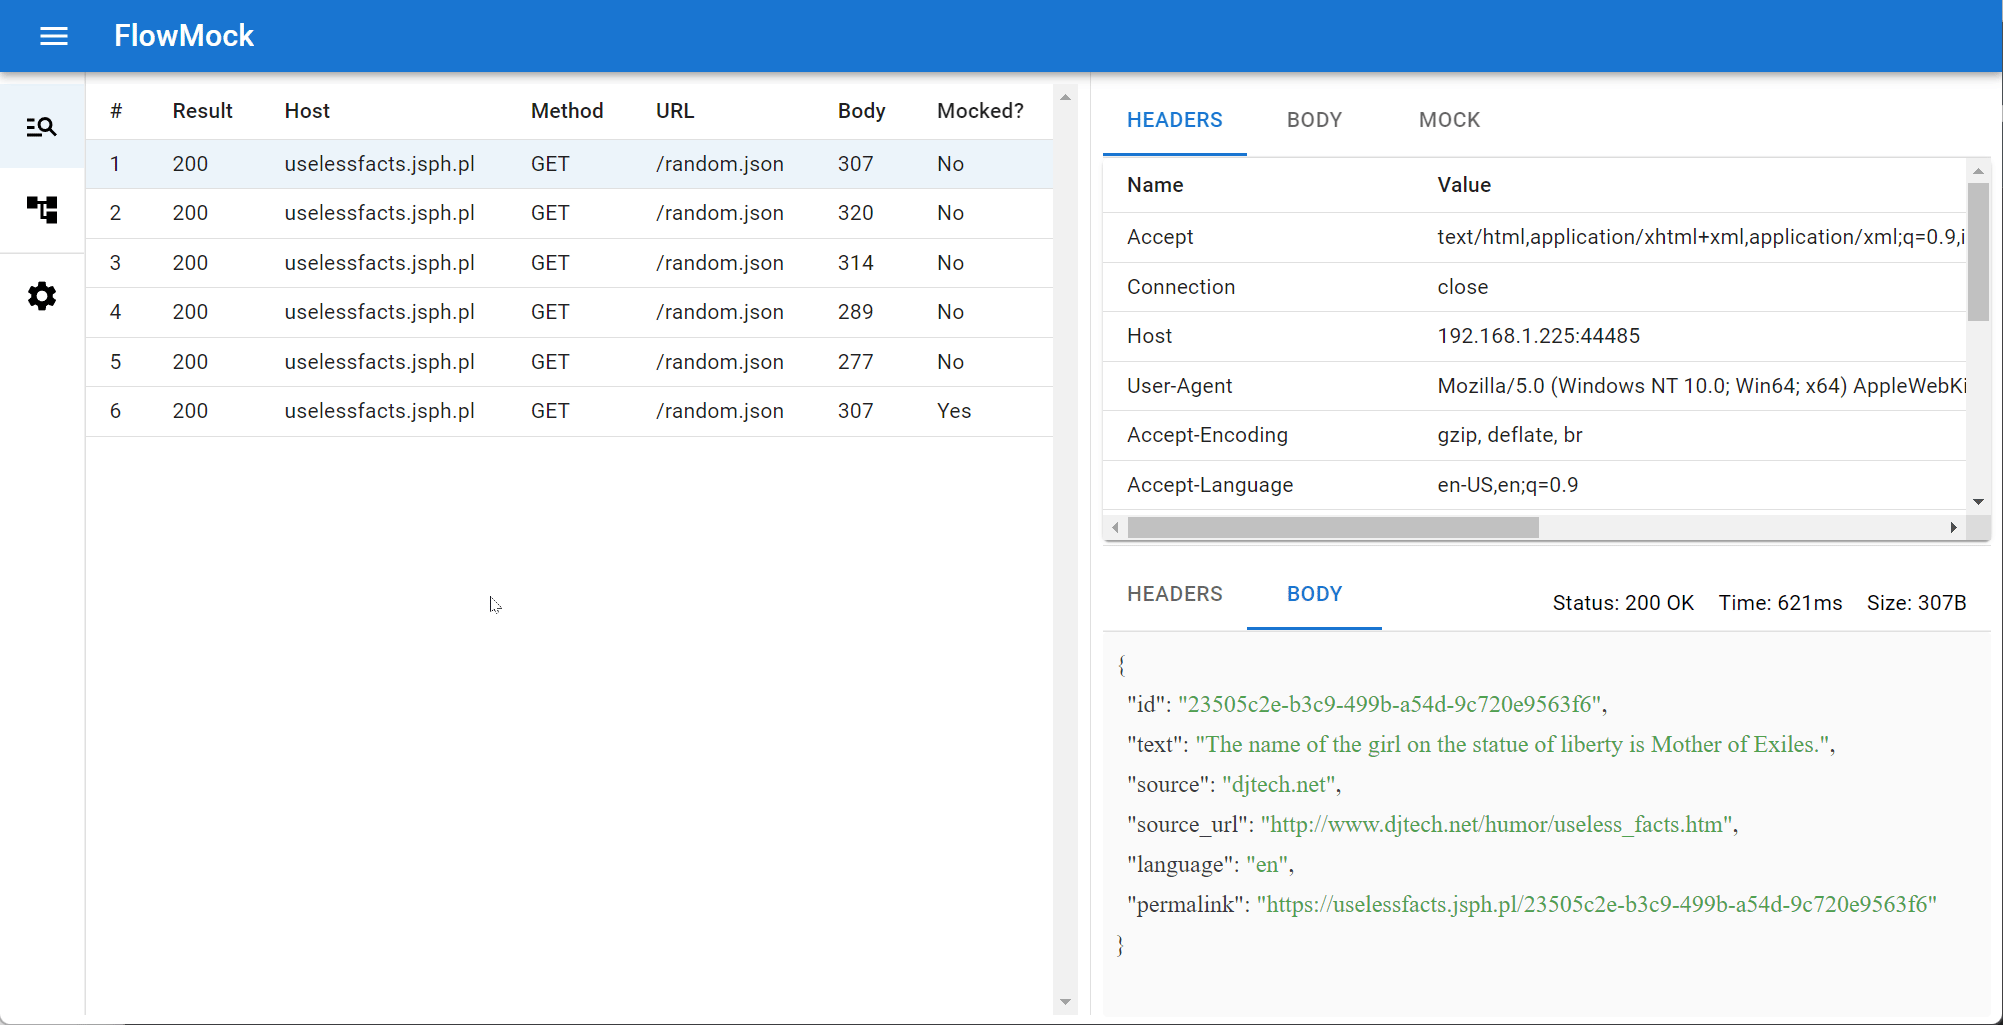 FlowMock
# Result Host Method URL Body Mocked?
1 200 uselessfacts.jsph.pl GET /random.json 307 No
2 200 uselessfacts.jsph.pl GET /random.json 320 No
3 200 uselessfacts.jsph.pl GET /random.json 314 No
4 200 uselessfacts.jsph.pl GET /random.json 289 No
5 200 uselessfacts.jsph.pl GET /random.json 277 No
6 200 uselessfacts.jsph.pl GET /random.json 307 Yes
HEADERS BODY MOCK
Name Value
Accept text/html,application/xhtml+xml,application/xml;q=0.9,i
Connection close
Host 192.168.1.225:44485
User-Agent Mozilla/5.0 (Windows NT 10.0; Win64; x64) AppleWebKi
Accept-Encoding gzip, deflate, br
Accept-Language en-US,en;q=0.9
HEADERS BODY Status: 200 OK Time: 621ms Size: 307B
{
"id": "23505c2e-b3c9-499b-a54d-9c720e9563f6",
"text": "The name of the girl on the statue of liberty is Mother of Exiles.",
"source": "djtech.net",
"source_url": "http://www.djtech.net/humor/useless_facts.htm",
"language": "en",
"permalink": "https://uselessfacts.jsph.pl/23505c2e-b3c9-499b-a54d-9c720e9563f6"
}